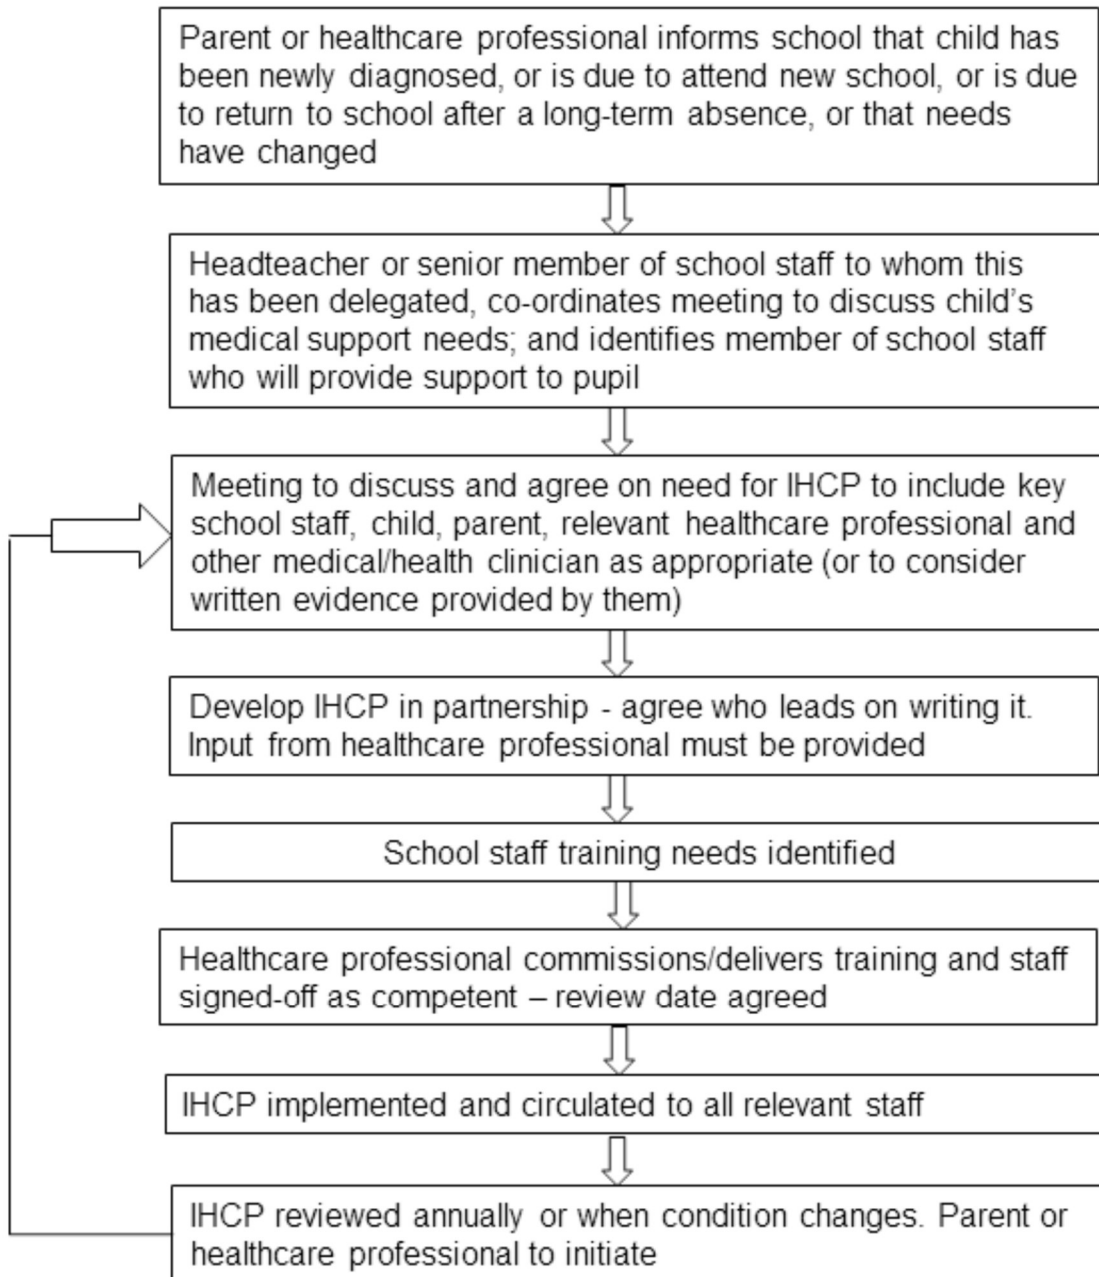 Parent or healthcare professional informs school that child has
been newly diagnosed, or is due to attend new school, or is due
to return to school after a long-term absence, or that needs
have changed
Headteacher or senior member of school staff to whom this
has been delegated, co-ordinates meeting to discuss child's
medical support needs; and identifies member of school staff
who will provide support to pupil
Meeting to discuss and agree on need for IHCP to include key
school staff, child, parent, relevant healthcare professional and
other medical/health clinician as appropriate (or to consider
written evidence provided by them)
Develop IHCP in partnership - agree who leads on writing it.
Input from healthcare professional must be provided
School staff training needs identified
Healthcare professional commissions/delivers training and staff
signed-off as competent – review date agreed
IHCP implemented and circulated to all relevant staff
IHCP reviewed annually or when condition changes. Parent or
healthcare professional to initiate